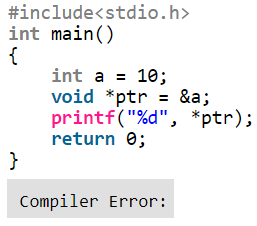 #include<stdio.h>
int main()
{
    int a = 10;
    void *ptr = &a;
    printf("%d", *ptr);
    return 0;
}
Compiler Error: